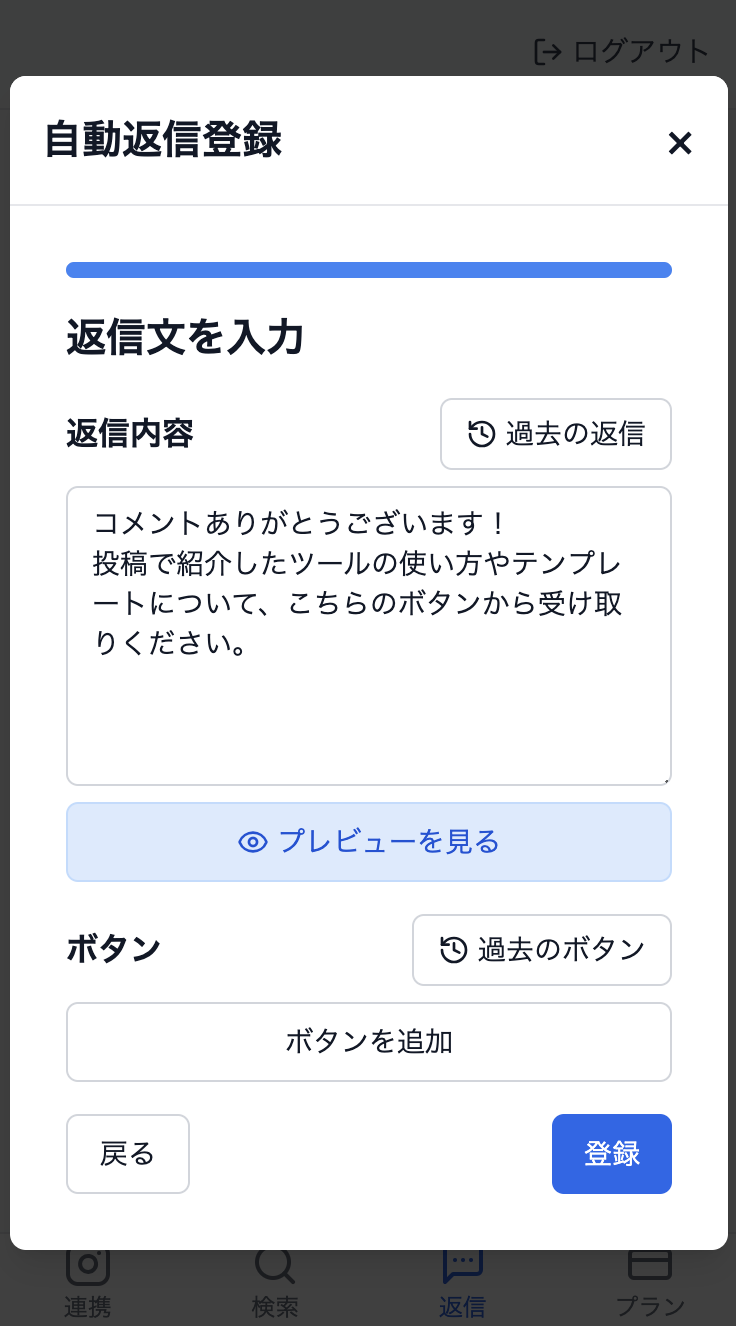 ログアウト
自動返信登録
返信文を入力
返信内容
過去の返信
コメントありがとうございます！
投稿で紹介したツールの使い方やテンプレ
ートについて、こちらのボタンから受け取
りください。
プレビューを見る
ボタン
過去のボタン
ボタンを追加
戻る
登録
連携
検索
返信
プラン